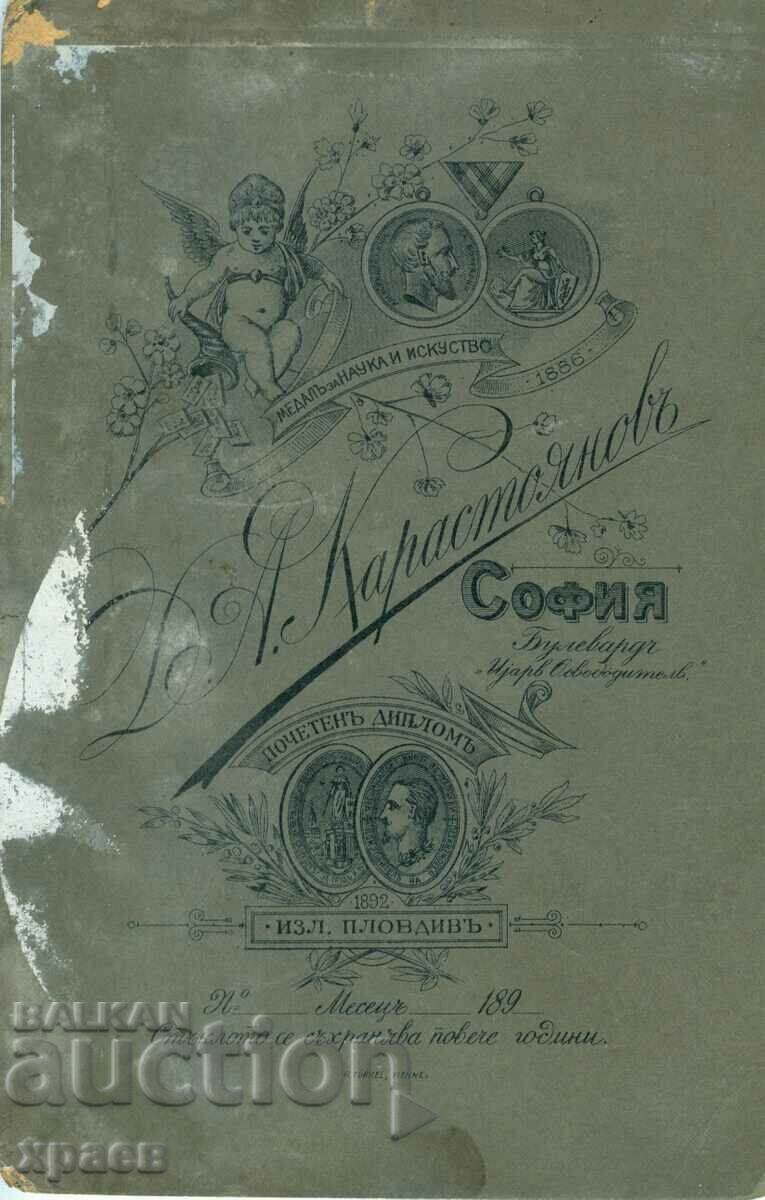 МЕДАЛЪ ЗА НАУКА И ИСКУСТВО
1886
Д. А. Карастояновъ
СОФИЯ
Булевардъ
„Царь Освободитель."
ПОЧЕТЕНЪ ДИПЛОМЪ
1892
· ИЗЛ. ПЛОВДИВЪ ·
№ Месецъ 189
Стъклото се съхранява повече години.
VIENNE.
BALKAN
auction
храев